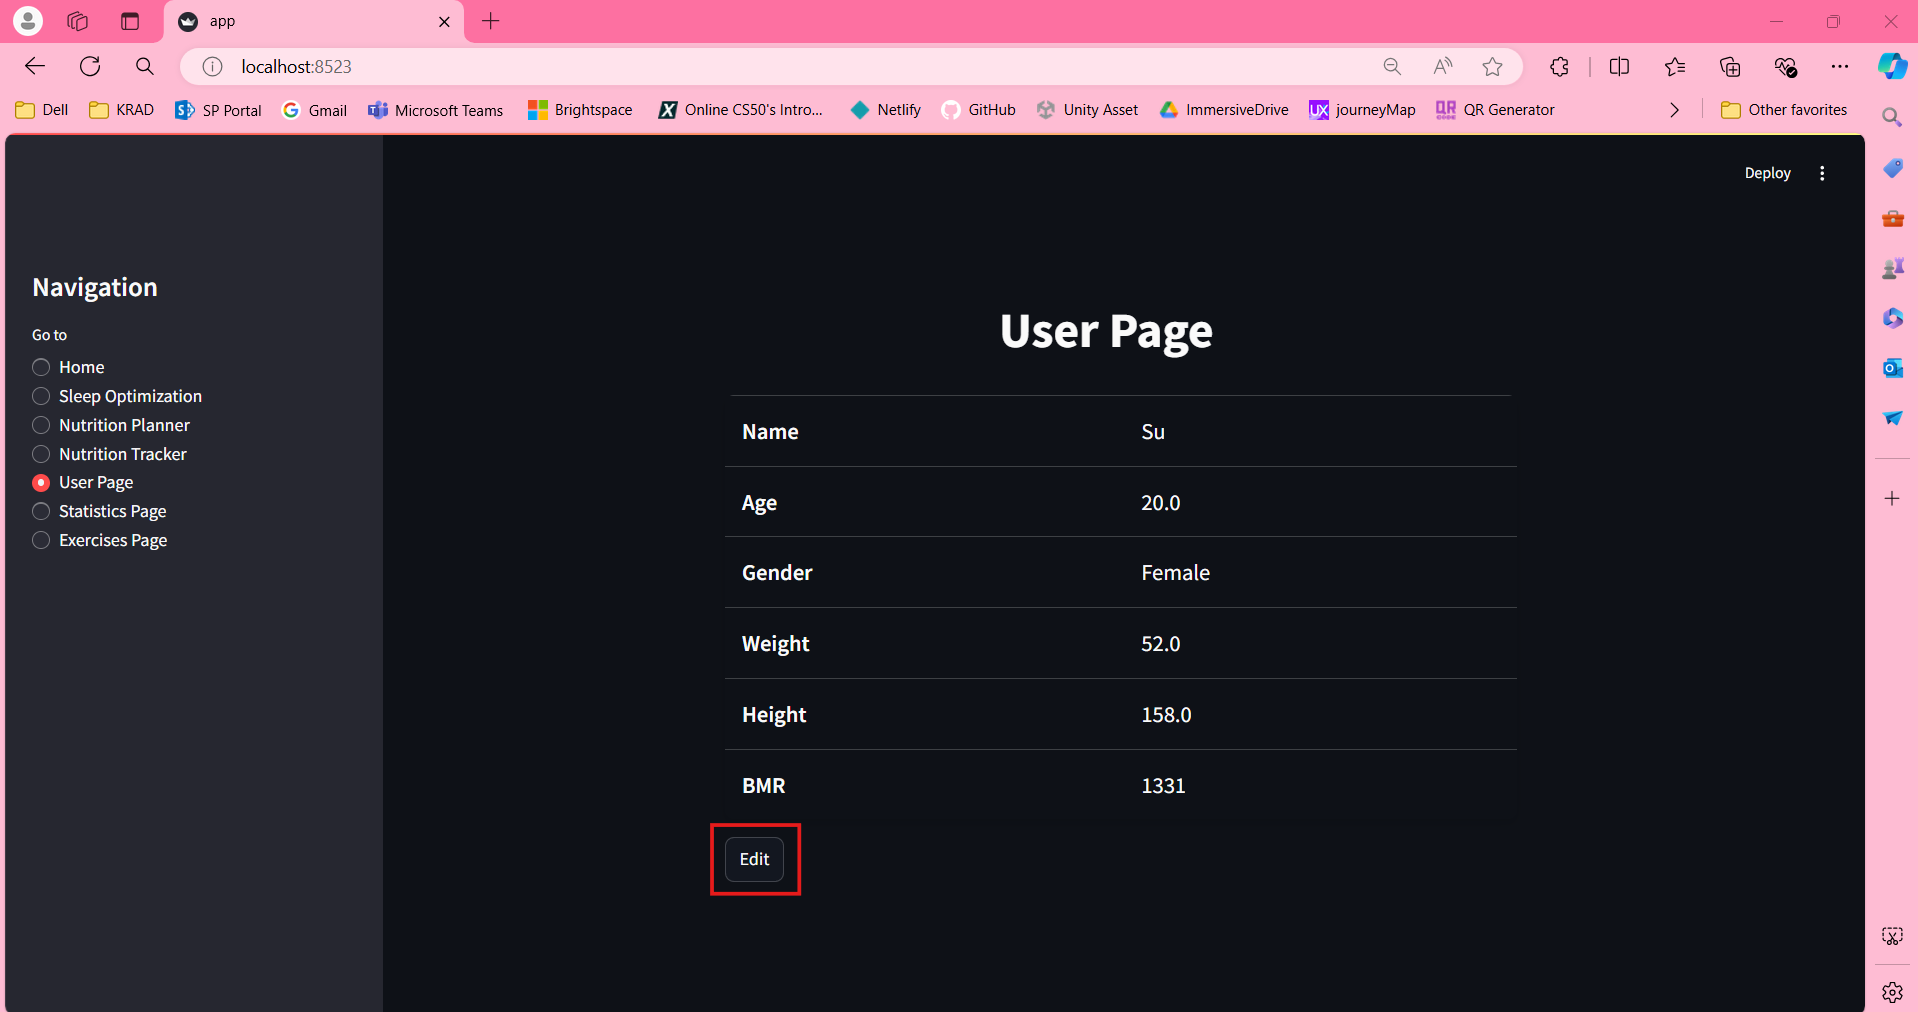 app
localhost:8523
Dell
KRAD
SP Portal
Gmail
Microsoft Teams
Brightspace
Online CS50's Intro...
Netlify
GitHub
Unity Asset
ImmersiveDrive
UX
journeyMap
QR CODE
QR Generator
Other favorites
Deploy
Navigation
Go to
Home
Sleep Optimization
Nutrition Planner
Nutrition Tracker
User Page
Statistics Page
Exercises Page
User Page
Name Su
Age 20.0
Gender Female
Weight 52.0
Height 158.0
BMR 1331
Edit